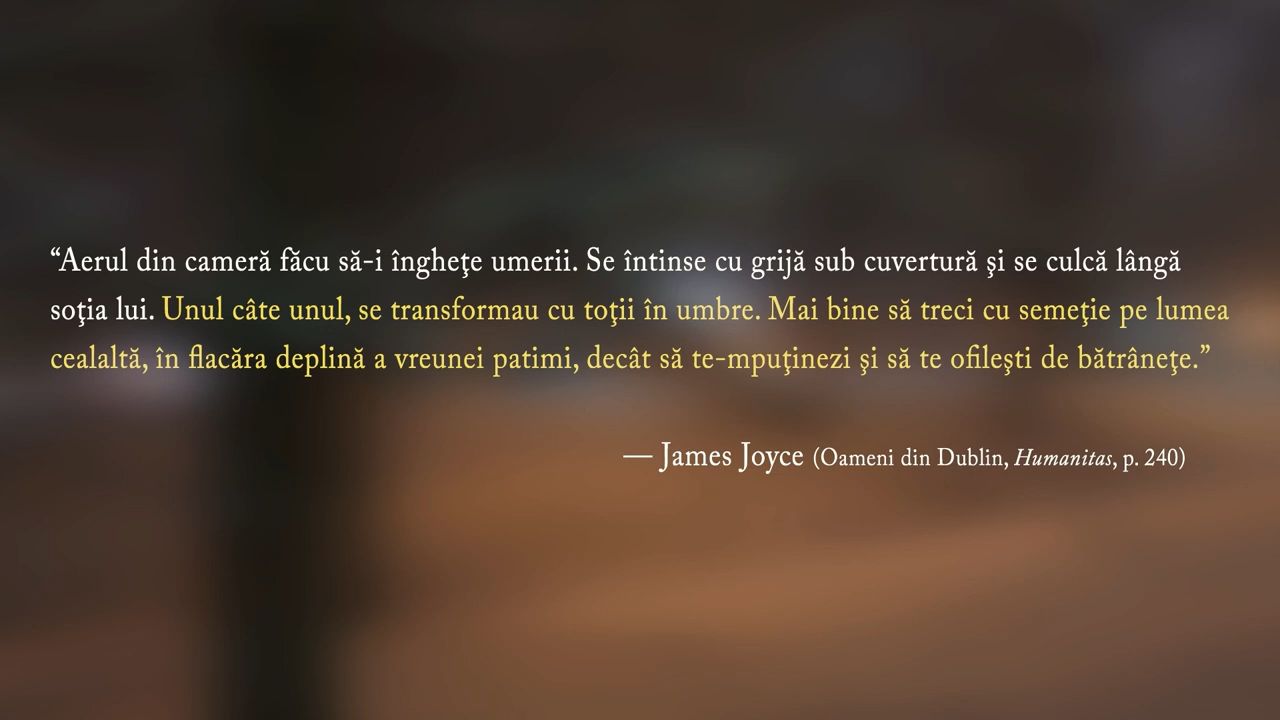 “Aerul din cameră făcu să-i îngheţe umerii. Se întinse cu grijă sub cuvertură şi se culcă lângă
soţia lui. Unul câte unul, se transformau cu toţii în umbre. Mai bine să treci cu semeţie pe lumea
cealaltă, în flacăra deplină a vreunei patimi, decât să te-mpuţinezi şi să te ofileşti de bătrâneţe.”
— James Joyce (Oameni din Dublin, Humanitas, p. 240)